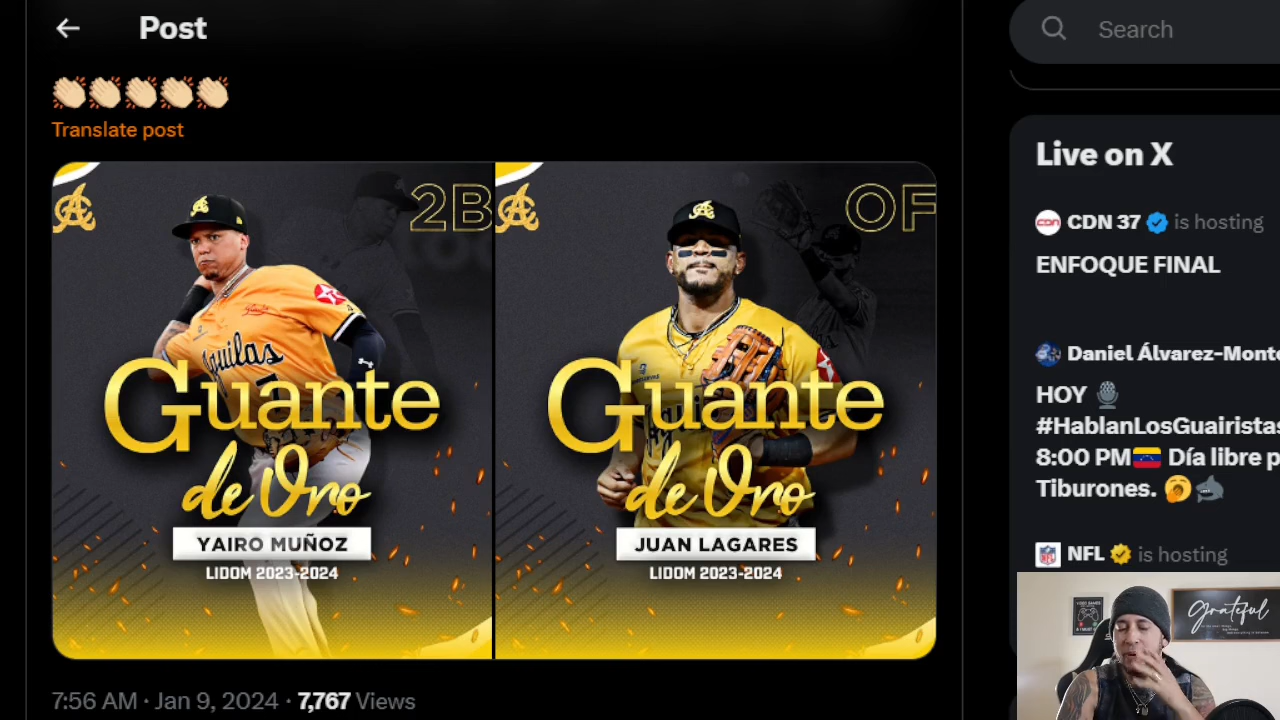 Post
Search
👏🏼👏🏼👏🏼👏🏼👏🏼
Translate post
2B
OF
Aguilas
Guante
de Oro
YAIRO MUÑOZ
LIDOM 2023-2024
Guante
de Oro
JUAN LAGARES
LIDOM 2023-2024
7:56 AM · Jan 9, 2024 · 7,767 Views
Live on X
CDN 37 is hosting
ENFOQUE FINAL
Daniel Álvarez-Monte
HOY 🎙️
#HablanLosGuairistas
8:00 PM🇻🇪 Día libre p
Tiburones. 🥱🦈
NFL is hosting
grateful